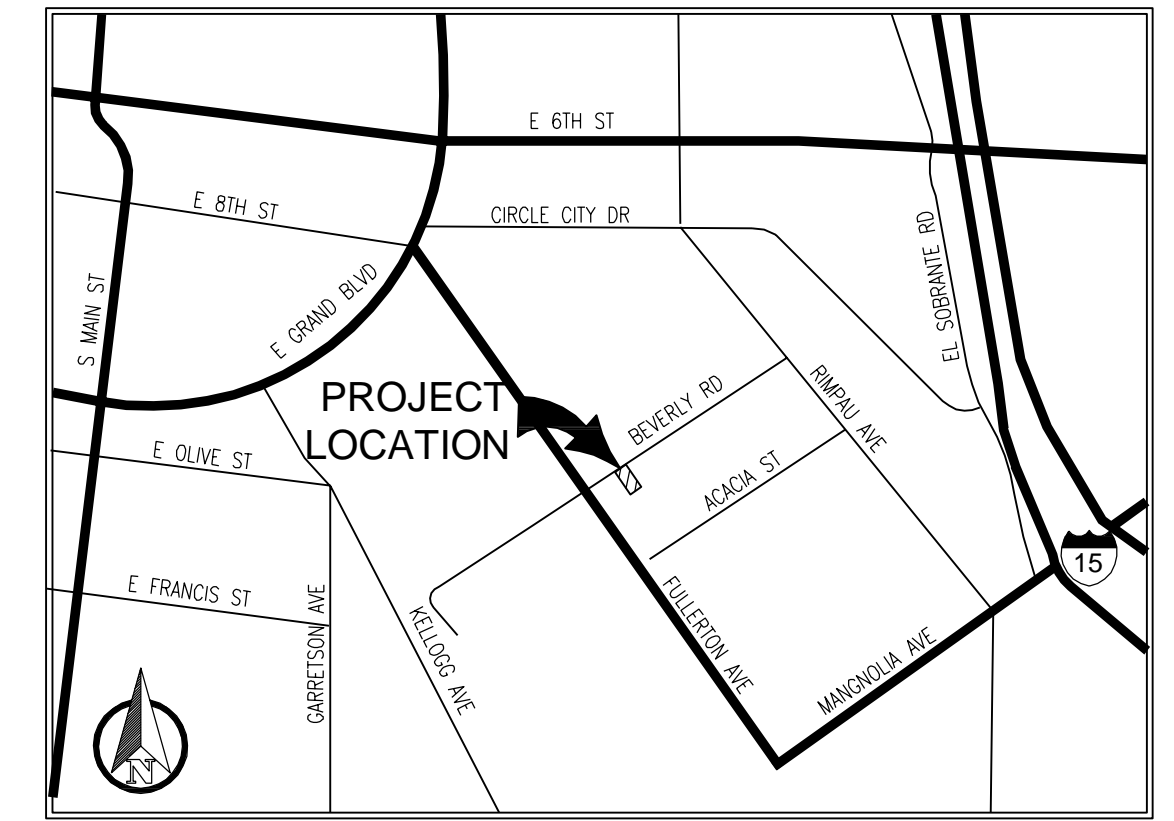 E 6TH ST
E 8TH ST
CIRCLE CITY DR
EL SOBRANTE RD
S MAIN ST
E GRAND BLVD
PROJECT
LOCATION
BEVERLY RD
RIMPAU AVE
E OLIVE ST
ACACIA ST
15
E FRANCIS ST
GARRETSON AVE
KELLOGG AVE
FULLERTON AVE
MANGNOLIA AVE
N